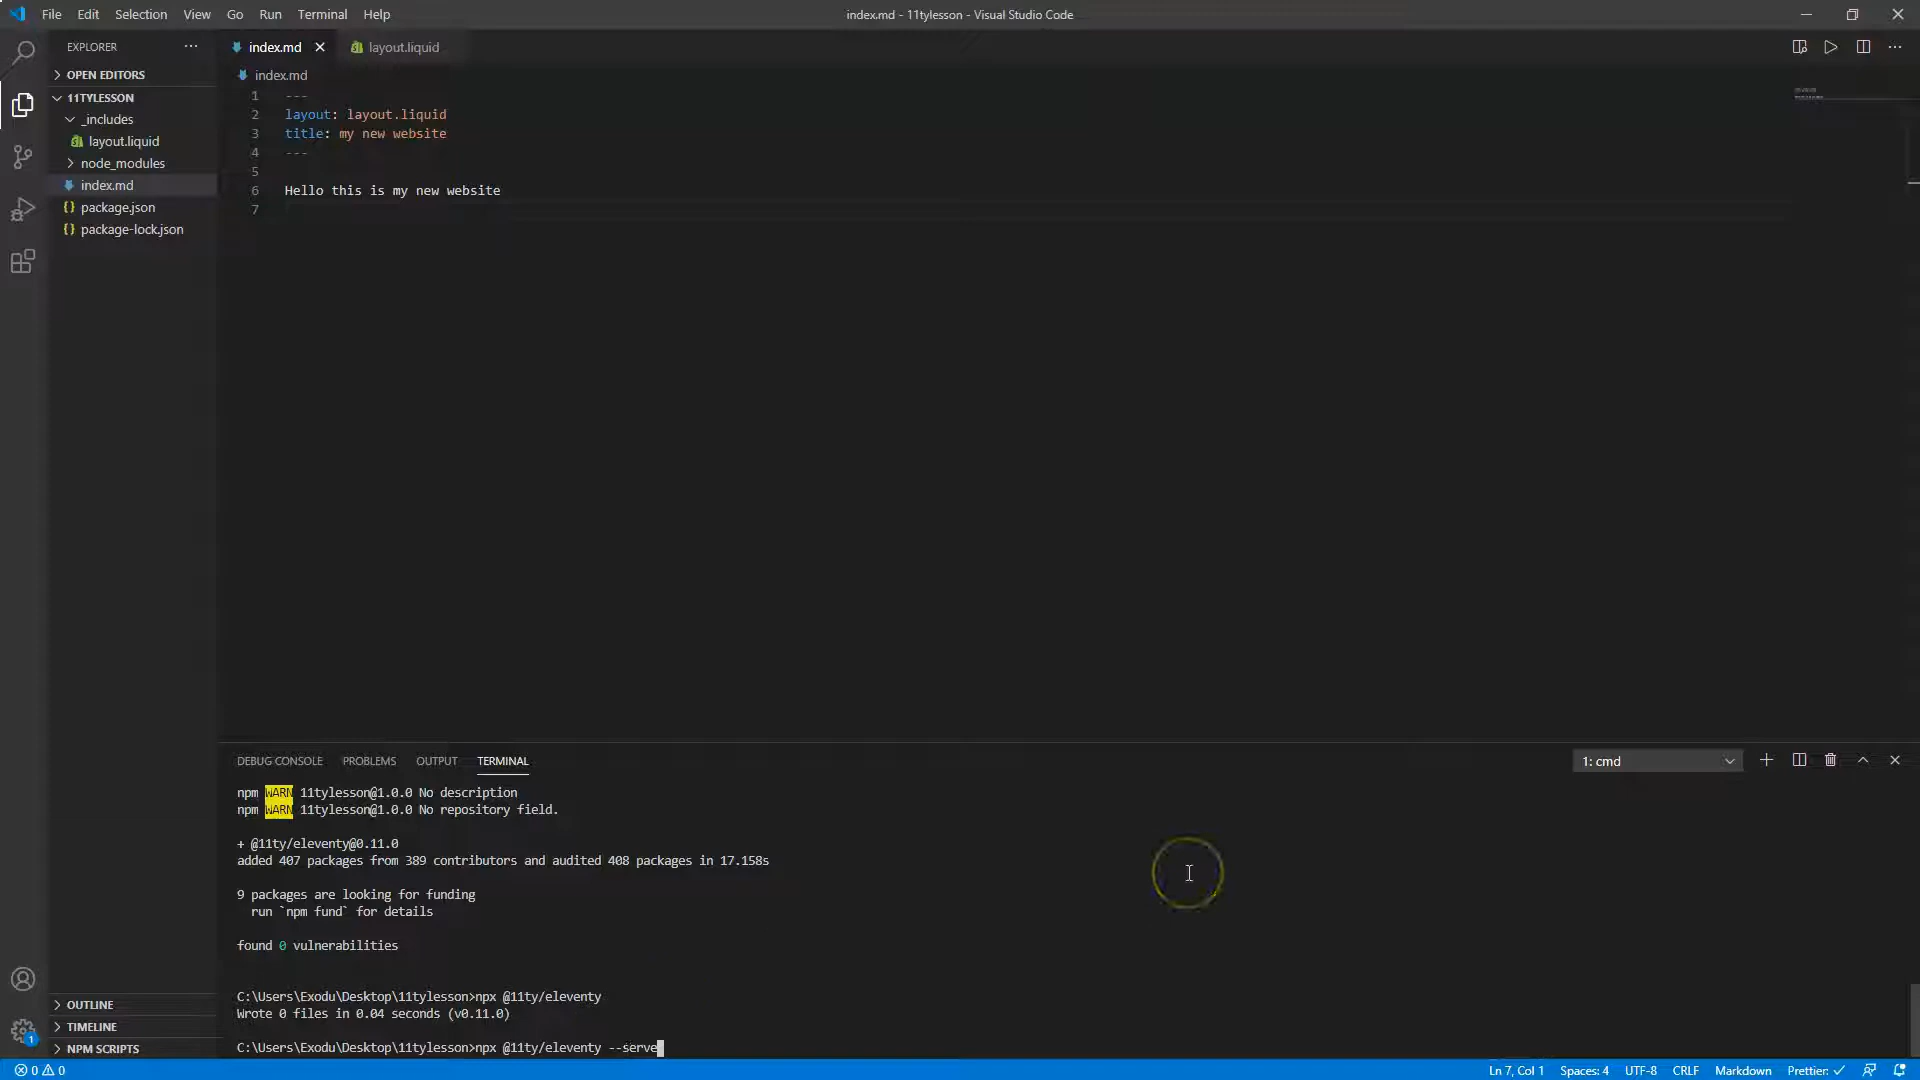 File Edit Selection View Go Run Terminal Help
index.md - 11tylesson - Visual Studio Code
EXPLORER
OPEN EDITORS
11TYLESSON
_includes
layout.liquid
node_modules
index.md
package.json
package-lock.json
OUTLINE
TIMELINE
NPM SCRIPTS
1
index.md layout.liquid
index.md
1 ---
2 layout: layout.liquid
3 title: my new website
4 ---
5
6 Hello this is my new website
7
DEBUG CONSOLE PROBLEMS OUTPUT TERMINAL
1: cmd
npm WARN 11tylesson@1.0.0 No description
npm WARN 11tylesson@1.0.0 No repository field.
+ @11ty/eleventy@0.11.0
added 407 packages from 389 contributors and audited 408 packages in 17.158s
9 packages are looking for funding
run `npm fund` for details
found 0 vulnerabilities
C:\Users\Exodu\Desktop\11tylesson>npx @11ty/eleventy
Wrote 0 files in 0.04 seconds (v0.11.0)
C:\Users\Exodu\Desktop\11tylesson>npx @11ty/eleventy --serve
0 0
Ln 7, Col 1 Spaces: 4 UTF-8 CRLF Markdown Prettier: ✓